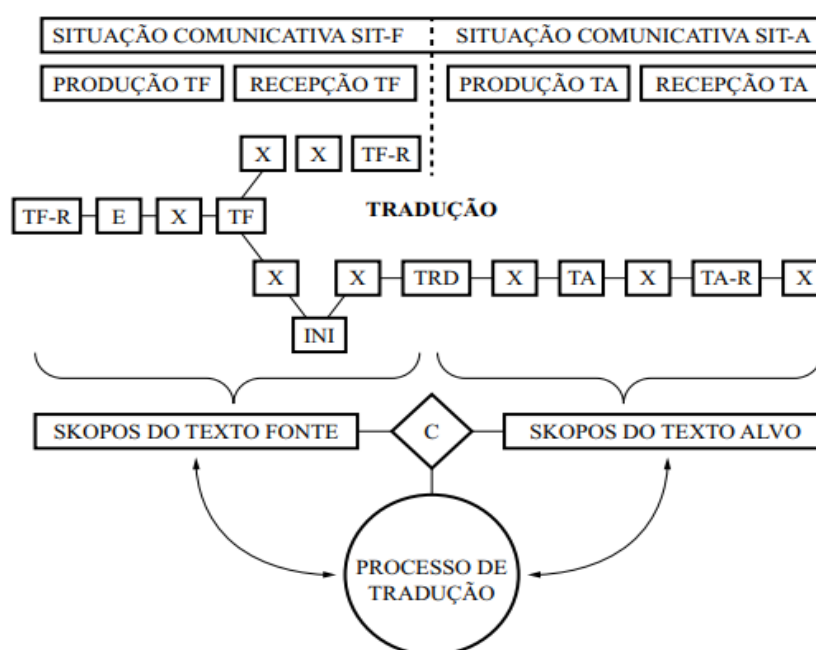 SITUAÇÃO COMUNICATIVA SIT-F SITUAÇÃO COMUNICATIVA SIT-A
PRODUÇÃO TF RECEPÇÃO TF PRODUÇÃO TA RECEPÇÃO TA
X X TF-R
TF-R E X TF TRADUÇÃO
X X TRD X TA X TA-R X
INI
SKOPOS DO TEXTO FONTE C SKOPOS DO TEXTO ALVO
PROCESSO DE
TRADUÇÃO